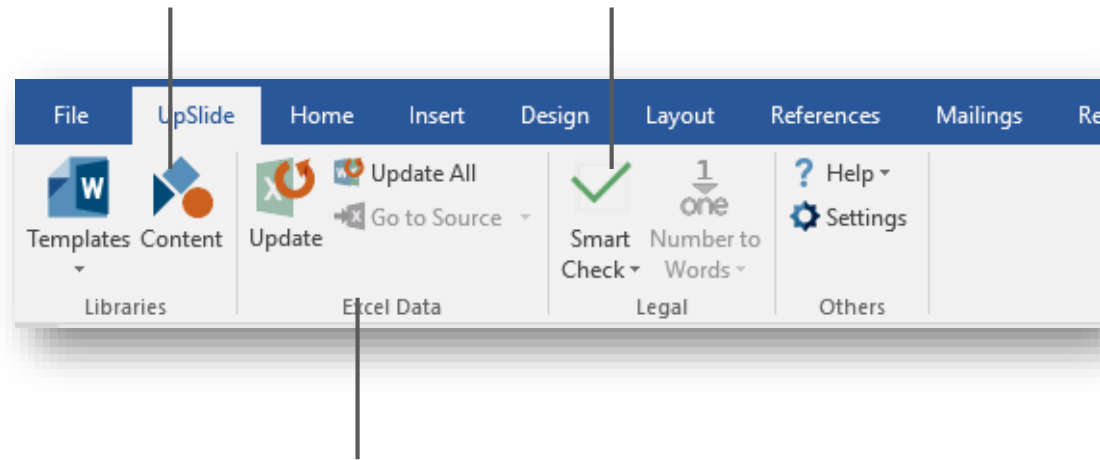 File UpSlide Home Insert Design Layout References Mailings Re
W
X
Update All
Go to Source
Templates Content Update
1
one
Smart Check
Number to Words
? Help
Settings
Libraries Excel Data Legal Others